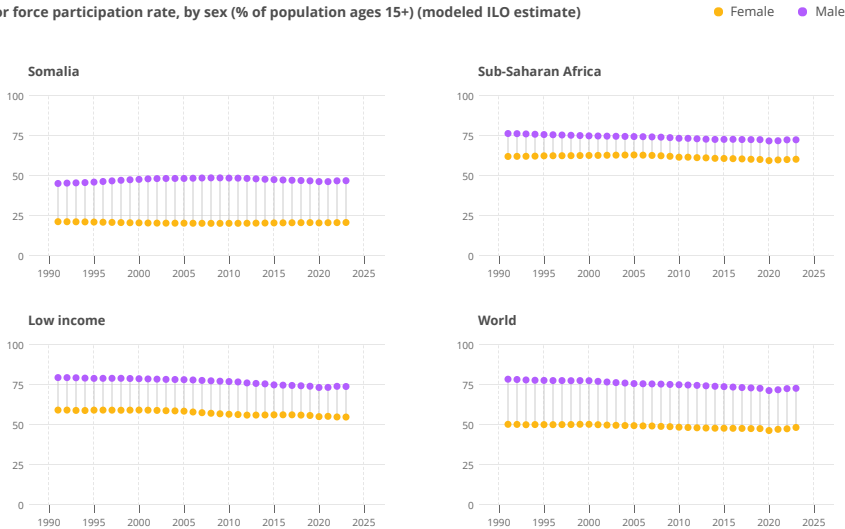 force participation rate, by sex (% of population ages 15+) (modeled ILO estimate)
Female
Male
Somalia
100
75
50
25
0
1990 1995 2000 2005 2010 2015 2020 2025
Sub-Saharan Africa
100
75
50
25
0
1990 1995 2000 2005 2010 2015 2020 2025
Low income
100
75
50
25
0
1990 1995 2000 2005 2010 2015 2020 2025
World
100
75
50
25
0
1990 1995 2000 2005 2010 2015 2020 2025